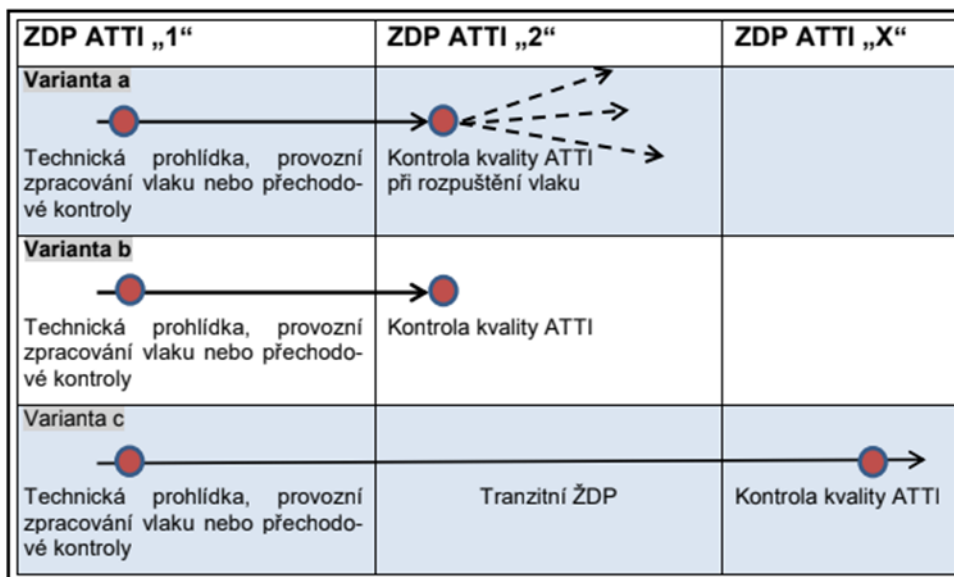 ZDP ATTI „1“
ZDP ATTI „2“
ZDP ATTI „X“
Varianta a
Technická prohlídka, provozní
zpracování vlaku nebo přechodo-
vé kontroly
Kontrola kvality ATTI
při rozpuštění vlaku
Varianta b
Technická prohlídka, provozní
zpracování vlaku nebo přechodo-
vé kontroly
Kontrola kvality ATTI
Varianta c
Technická prohlídka, provozní
zpracování vlaku nebo přechodo-
vé kontroly
Tranzitní ŽDP
Kontrola kvality ATTI